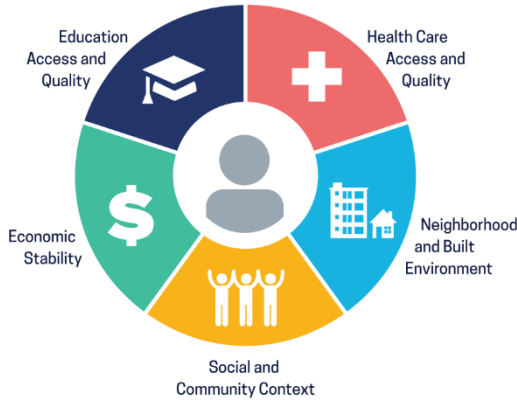 Education
Access and
Quality
Health Care
Access and
Quality
$
Economic
Stability
Neighborhood
and Built
Environment
Social and
Community Context